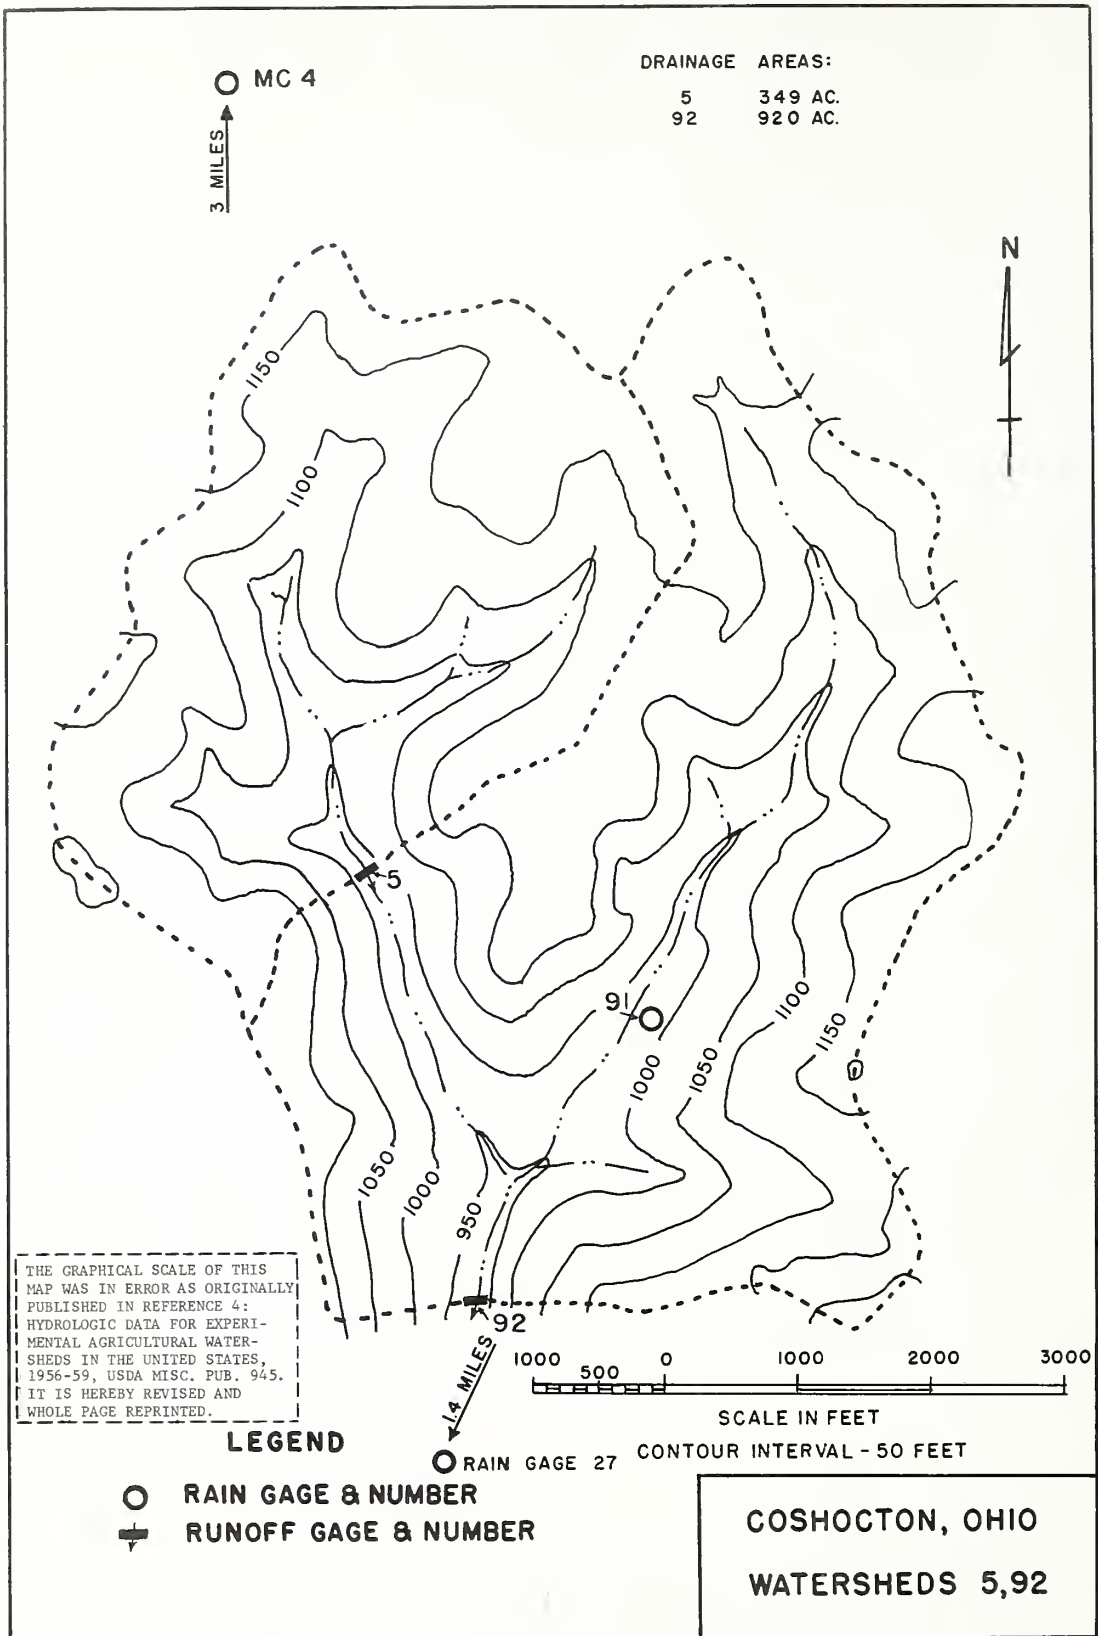 MC 4
3 MILES
DRAINAGE AREAS:
5 349 AC.
92 920 AC.
N
1150
1100
5
91
1100
1150
1000
1050
1050
1000
950
92
1.4 MILES
RAIN GAGE 27
THE GRAPHICAL SCALE OF THIS
MAP WAS IN ERROR AS ORIGINALLY
PUBLISHED IN REFERENCE 4:
HYDROLOGIC DATA FOR EXPERI-
MENTAL AGRICULTURAL WATER-
SHEDS IN THE UNITED STATES,
1956-59, USDA MISC. PUB. 945.
IT IS HEREBY REVISED AND
WHOLE PAGE REPRINTED.
1000 500 0 1000 2000 3000
SCALE IN FEET
CONTOUR INTERVAL - 50 FEET
LEGEND
RAIN GAGE & NUMBER
RUNOFF GAGE & NUMBER
COSHOCTON, OHIO
WATERSHEDS 5,92